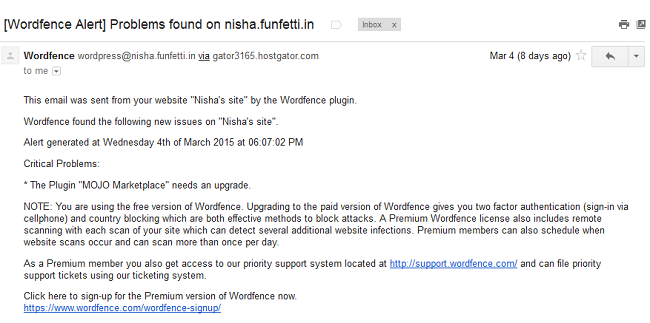 [Wordfence Alert] Problems found on nisha.funfetti.in
Inbox x
Wordfence wordpress@nisha.funfetti.in via gator3165.hostgator.com
Mar 4 (8 days ago)
to me
This email was sent from your website "Nisha's site" by the Wordfence plugin.
Wordfence found the following new issues on "Nisha's site".
Alert generated at Wednesday 4th of March 2015 at 06:07:02 PM
Critical Problems:
* The Plugin "MOJO Marketplace" needs an upgrade.
NOTE: You are using the free version of Wordfence. Upgrading to the paid version of Wordfence gives you two factor authentication (sign-in via
cellphone) and country blocking which are both effective methods to block attacks. A Premium Wordfence license also includes remote
scanning with each scan of your site which can detect several additional website infections. Premium members can also schedule when
website scans occur and can scan more than once per day.
As a Premium member you also get access to our priority support system located at http://support.wordfence.com/ and can file priority
support tickets using our ticketing system.
Click here to sign-up for the Premium version of Wordfence now.
https://www.wordfence.com/wordfence-signup/